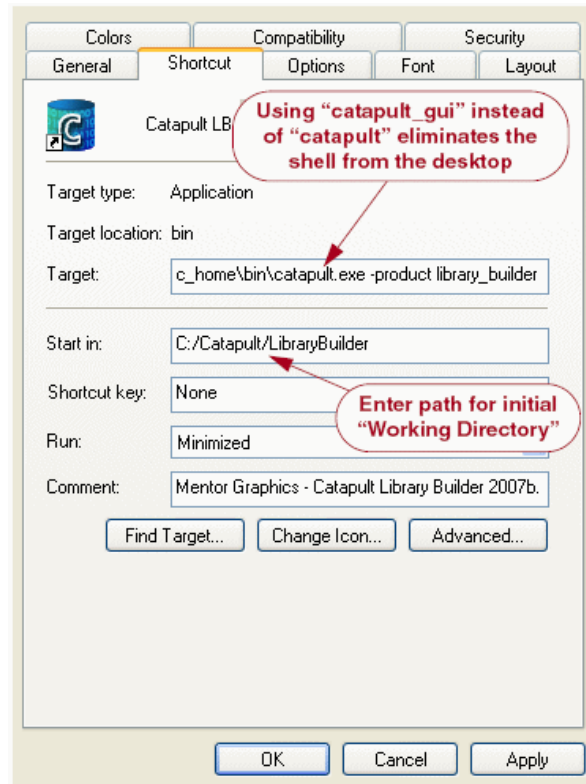 Colors Compatibility Security
General Shortcut Options Font Layout
Catapult LB
Using “catapult_gui” instead
of “catapult” eliminates the
shell from the desktop
Target type: Application
Target location: bin
Target: c_home\bin\catapult.exe -product library_builder
Start in: C:/Catapult/LibraryBuilder
Shortcut key: None
Enter path for initial
“Working Directory”
Run: Minimized
Comment: Mentor Graphics - Catapult Library Builder 2007b.
Find Target... Change Icon... Advanced...
OK Cancel Apply